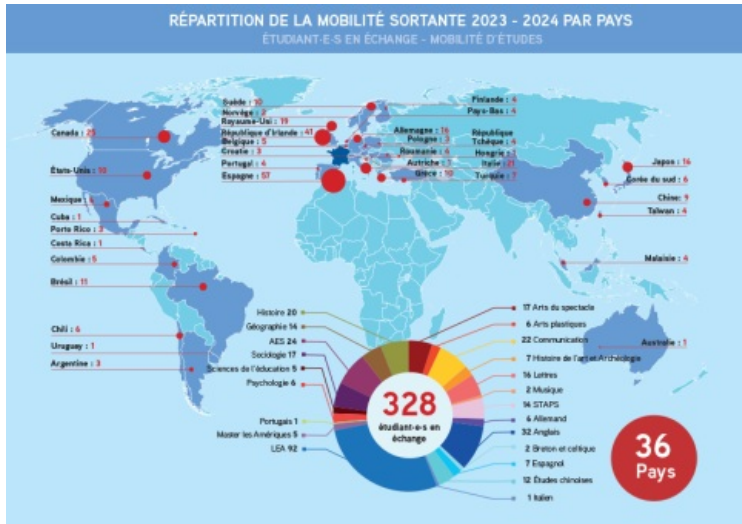 RÉPARTITION DE LA MOBILITÉ SORTANTE 2023 - 2024 PAR PAYS
ÉTUDIANT·E·S EN ÉCHANGE - MOBILITÉ D'ÉTUDES
Suède : 10
Norvège : 2
Royaume-Uni : 19
République d'Irlande : 41
Belgique : 5
Croatie : 3
Portugal : 4
Espagne : 57
Finlande : 4
Pays-Bas : 4
Allemagne : 16
Pologne :
Roumanie : 4
Autriche :
Grèce : 10
République
Tchèque : 4
Hongrie :
Italie : 21
Turquie : 7
Canada : 25
États-Unis : 10
Mexique :
Cuba : 1
Porto Rico : 3
Costa Rica : 1
Colombie : 5
Brésil : 11
Chili : 6
Uruguay : 1
Argentine : 3
Japon : 16
Corée du sud : 6
Chine : 9
Taïwan : 4
Malaisie : 4
Australie : 1
Histoire 20
Géographie 14
AES 24
Sociologie 17
Sciences de l'éducation 5
Psychologie 6
Portugais 1
Master les Amériques 5
LEA 92
328
étudiant·e·s en
échange
17 Arts du spectacle
6 Arts plastiques
22 Communication
7 Histoire de l'art et Archéologie
16 Lettres
2 Musique
14 STAPS
6 Allemand
32 Anglais
2 Breton et celtique
7 Espagnol
12 Études chinoises
1 Italien
36
Pays